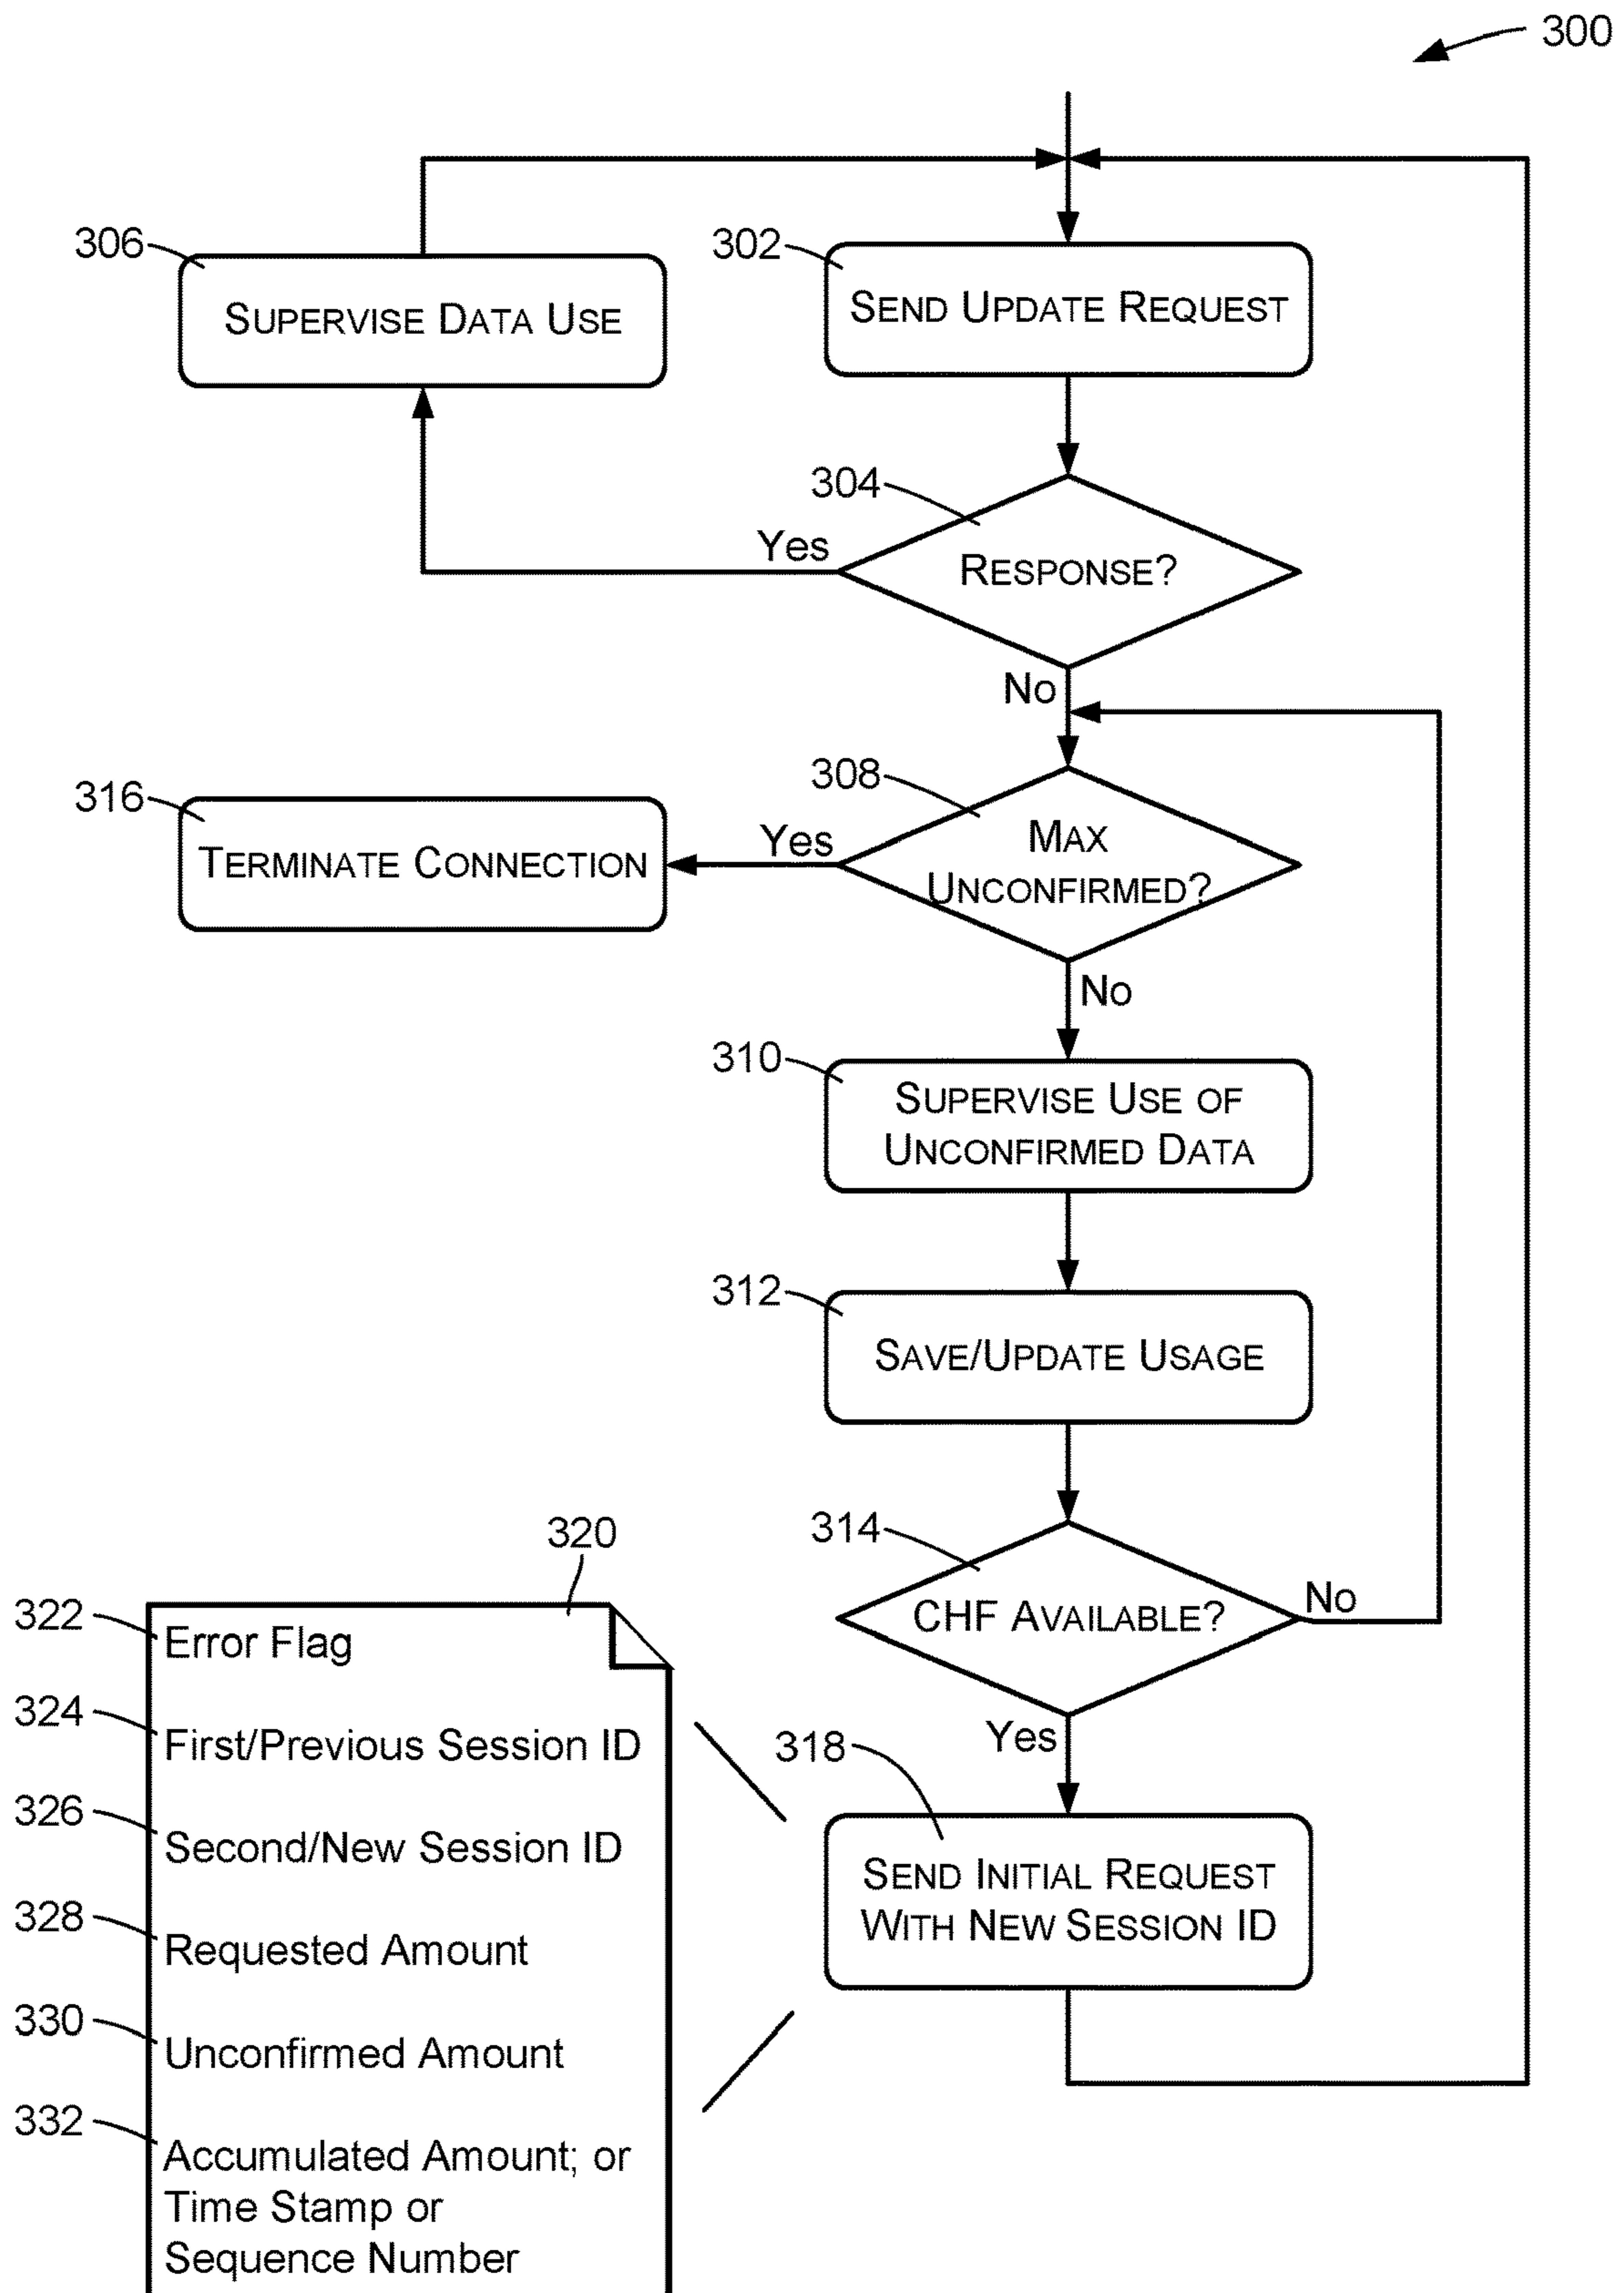 300
306
SUPERVISE DATA USE
302
SEND UPDATE REQUEST
304
RESPONSE?
Yes
No
308
MAX
UNCONFIRMED?
Yes
316
TERMINATE CONNECTION
No
310
SUPERVISE USE OF
UNCONFIRMED DATA
312
SAVE/UPDATE USAGE
314
CHF AVAILABLE?
No
Yes
318
SEND INITIAL REQUEST
WITH NEW SESSION ID
320
322
Error Flag
324
First/Previous Session ID
326
Second/New Session ID
328
Requested Amount
330
Unconfirmed Amount
332
Accumulated Amount; or
Time Stamp or
Sequence Number